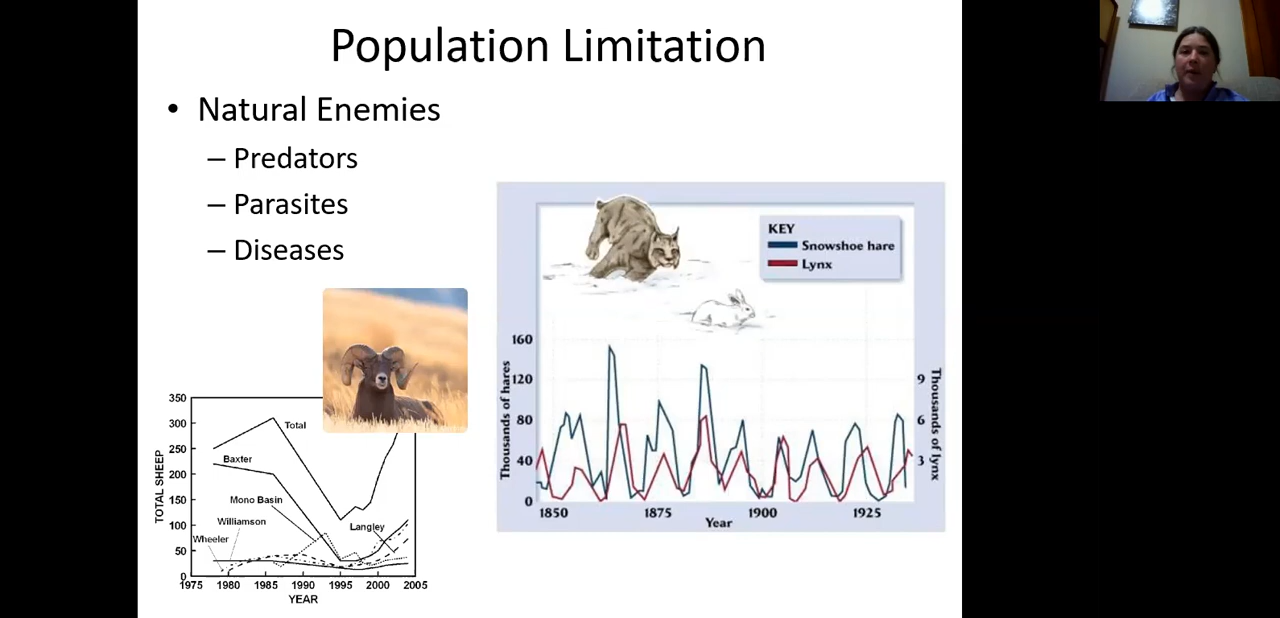 Population Limitation
• Natural Enemies
– Predators
– Parasites
– Diseases
KEY
Snowshoe hare
Lynx
160
120
80
40
0
Thousands of hares
9
6
3
Thousands of lynx
1850 1875 1900 1925
Year
350
300
250
200
150
100
50
0
TOTAL SHEEP
Total
Baxter
Mono Basin
Williamson
Langley
Wheeler
1975 1980 1985 1990 1995 2000 2005
YEAR